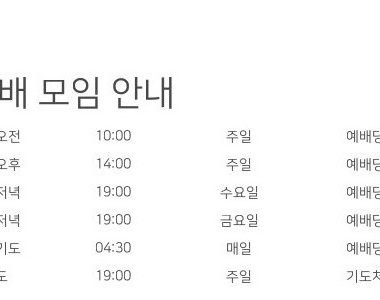 배 모임 안내
오전 10:00 주일 예배당
오후 14:00 주일 예배당
저녁 19:00 수요일 예배당
저녁 19:00 금요일 예배당
기도 04:30 매일 예배당
도 19:00 주일 기도처